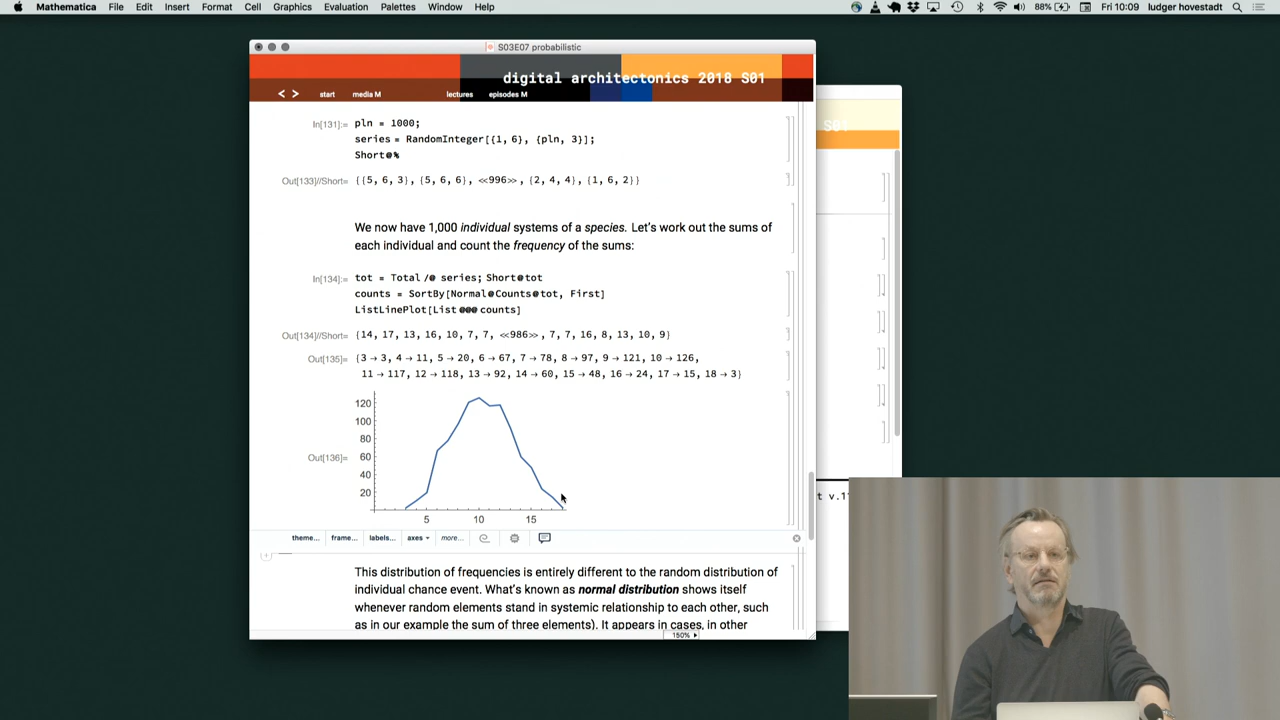 Mathematica File Edit Insert Format Cell Graphics Evaluation Palettes Window Help 88% Fri 10:09 ludger hovestadt
S03E07 probabilistic
digital architectonics 2018 S01
< > start media M lectures episodes M
S01
In[131]:= pln = 1000;
series = RandomInteger[{1, 6}, {pln, 3}];
Short@%
Out[133]//Short= {{5, 6, 3}, {5, 6, 6}, <<996>>, {2, 4, 4}, {1, 6, 2}}
We now have 1,000 individual systems of a species. Let's work out the sums of
each individual and count the frequency of the sums:
In[134]:= tot = Total /@ series; Short@tot
counts = SortBy[Normal@Counts@tot, First]
ListLinePlot[List @@@ counts]
Out[134]//Short= {14, 17, 13, 16, 10, 7, 7, <<986>>, 7, 7, 16, 8, 13, 10, 9}
Out[135]= {3 → 3, 4 → 11, 5 → 20, 6 → 67, 7 → 78, 8 → 97, 9 → 121, 10 → 126,
11 → 117, 12 → 118, 13 → 92, 14 → 60, 15 → 48, 16 → 24, 17 → 15, 18 → 3}
120
100
80
60
Out[136]=
40
20
5 10 15
t v.1
theme... frame... labels... axes more...
This distribution of frequencies is entirely different to the random distribution of
individual chance event. What's known as normal distribution shows itself
whenever random elements stand in systemic relationship to each other, such
as in our example the sum of three elements). It appears in cases, in other
150%